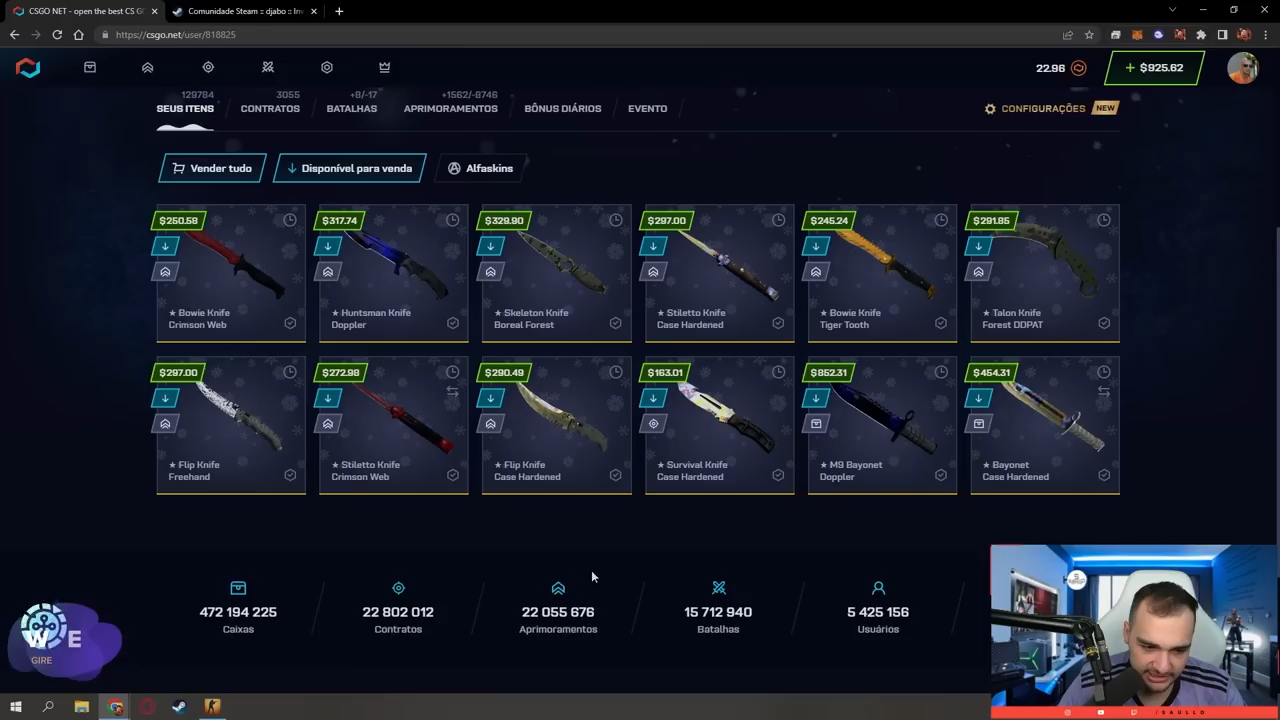 CSGO NET - open the best CS G
Comunidade Steam :: djabo :: Inv
https://csgo.net/user/818825
22.96
+ $925.62
129784
3055
+8/-17
+1562/-8746
SEUS ITENS
CONTRATOS
BATALHAS
APRIMORAMENTOS
BÔNUS DIÁRIOS
EVENTO
CONFIGURAÇÕES
NEW
Vender tudo
Disponível para venda
Alfaskins
$250.58
$317.74
$329.90
$297.00
$245.24
$291.85
★ Bowie Knife
Crimson Web
★ Huntsman Knife
Doppler
★ Skeleton Knife
Boreal Forest
★ Stiletto Knife
Case Hardened
★ Bowie Knife
Tiger Tooth
★ Talon Knife
Forest DDPAT
$297.00
$272.98
$290.49
$163.01
$852.31
$454.31
★ Flip Knife
Freehand
★ Stiletto Knife
Crimson Web
★ Flip Knife
Case Hardened
★ Survival Knife
Case Hardened
★ M9 Bayonet
Doppler
★ Bayonet
Case Hardened
472 194 225
Caixas
22 802 012
Contratos
22 055 676
Aprimoramentos
15 712 940
Batalhas
5 425 156
Usuários
W E
GIRE
/SAULLO